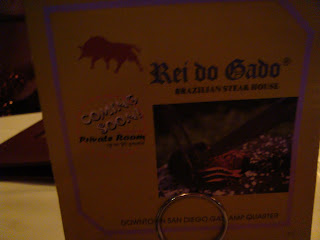 Rei do Gado®
BRAZILIAN STEAK HOUSE
COMING
SOON!!
Private Room
DOWNTOWN SAN DIEGO GASLAMP QUARTER